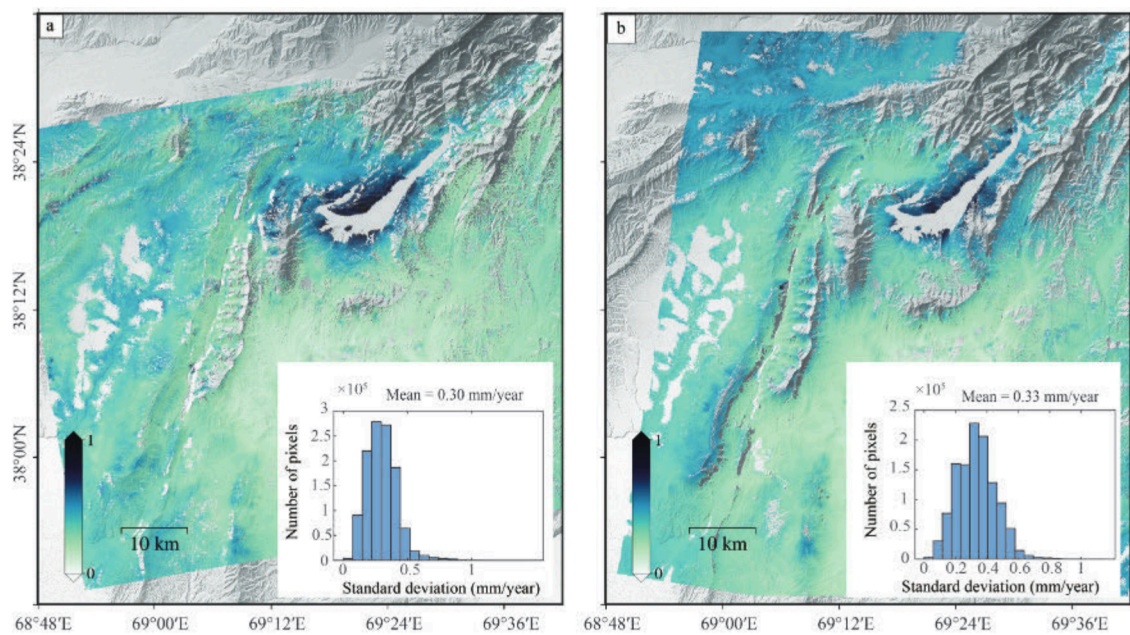 a
b
38°24′N
38°12′N
38°00′N
1
0
10 km
×10⁵
Mean = 0.30 mm/year
Number of pixels
3
2.5
2
1.5
1
0.5
0
0
0.5
1
Standard deviation (mm/year)
1
0
10 km
×10⁵
Mean = 0.33 mm/year
Number of pixels
2.5
2
1.5
1
0.5
0
0
0.2
0.4
0.6
0.8
1
Standard deviation (mm/year)
68°48′E
69°00′E
69°12′E
69°24′E
69°36′E
68°48′E
69°00′E
69°12′E
69°24′E
69°36′E